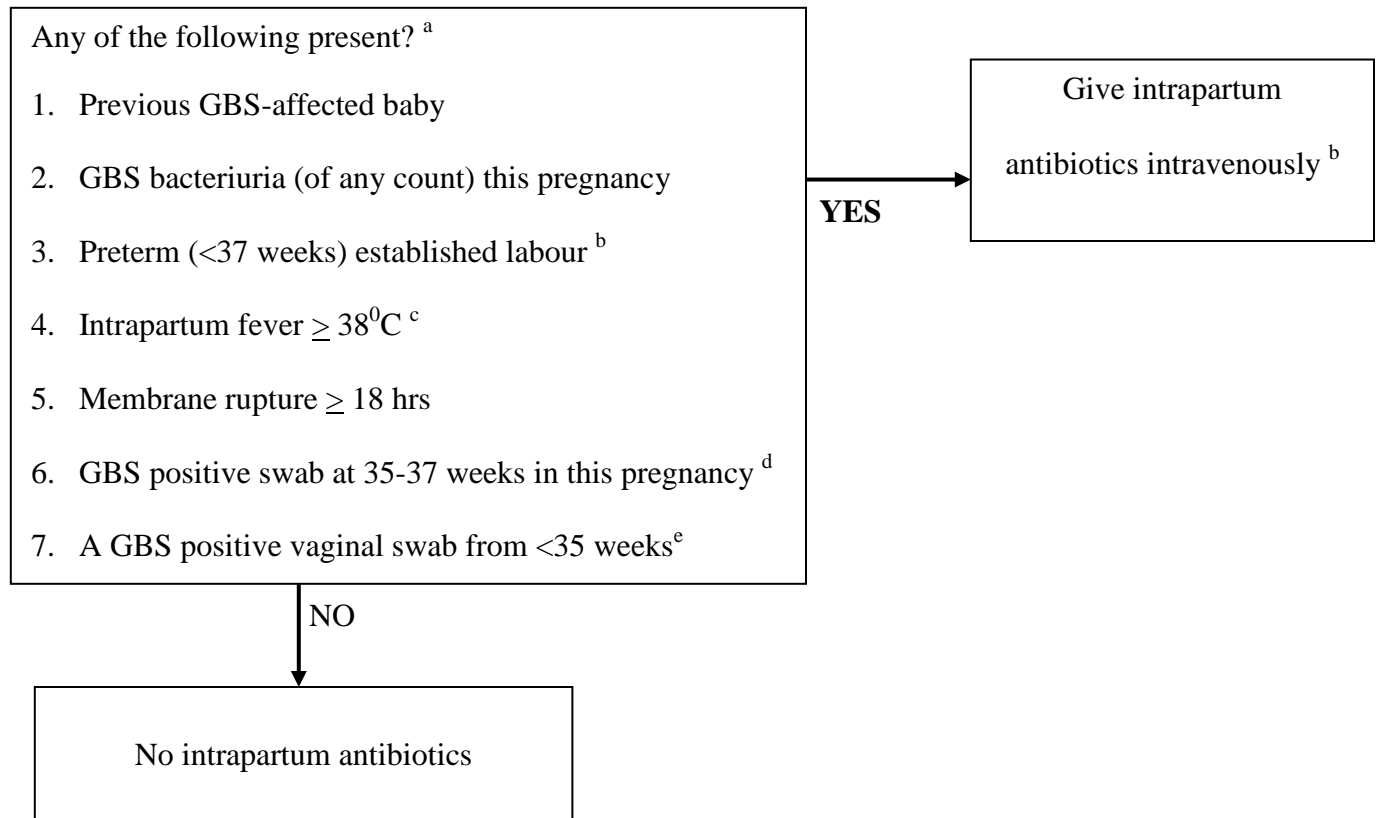 Any of the following present? a
1. Previous GBS-affected baby
2. GBS bacteriuria (of any count) this pregnancy
3. Preterm (<37 weeks) established labour b
4. Intrapartum fever ≥ 38⁰C c
5. Membrane rupture ≥ 18 hrs
6. GBS positive swab at 35-37 weeks in this pregnancy d
7. A GBS positive vaginal swab from <35 weeks e
YES
Give intrapartum
antibiotics intravenously b
NO
No intrapartum antibiotics